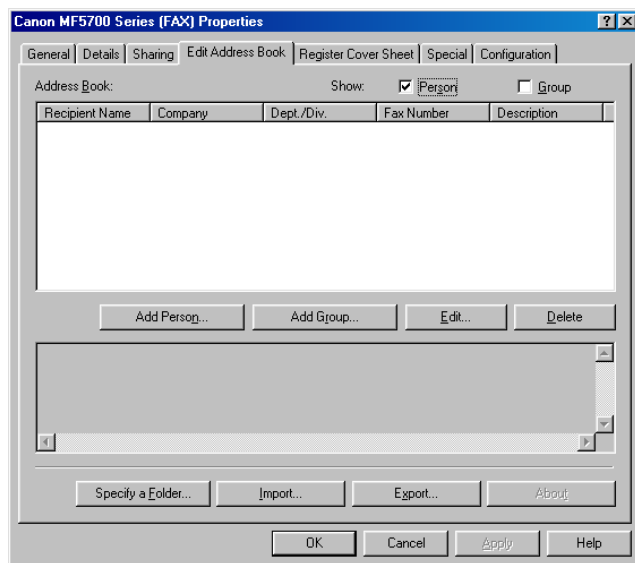 Canon MF5700 Series (FAX) Properties
General Details Sharing Edit Address Book Register Cover Sheet Special Configuration
Address Book: Show: Person Group
Recipient Name Company Dept./Div. Fax Number Description
Add Person... Add Group... Edit... Delete
Specify a Folder... Import... Export... About
OK Cancel Apply Help